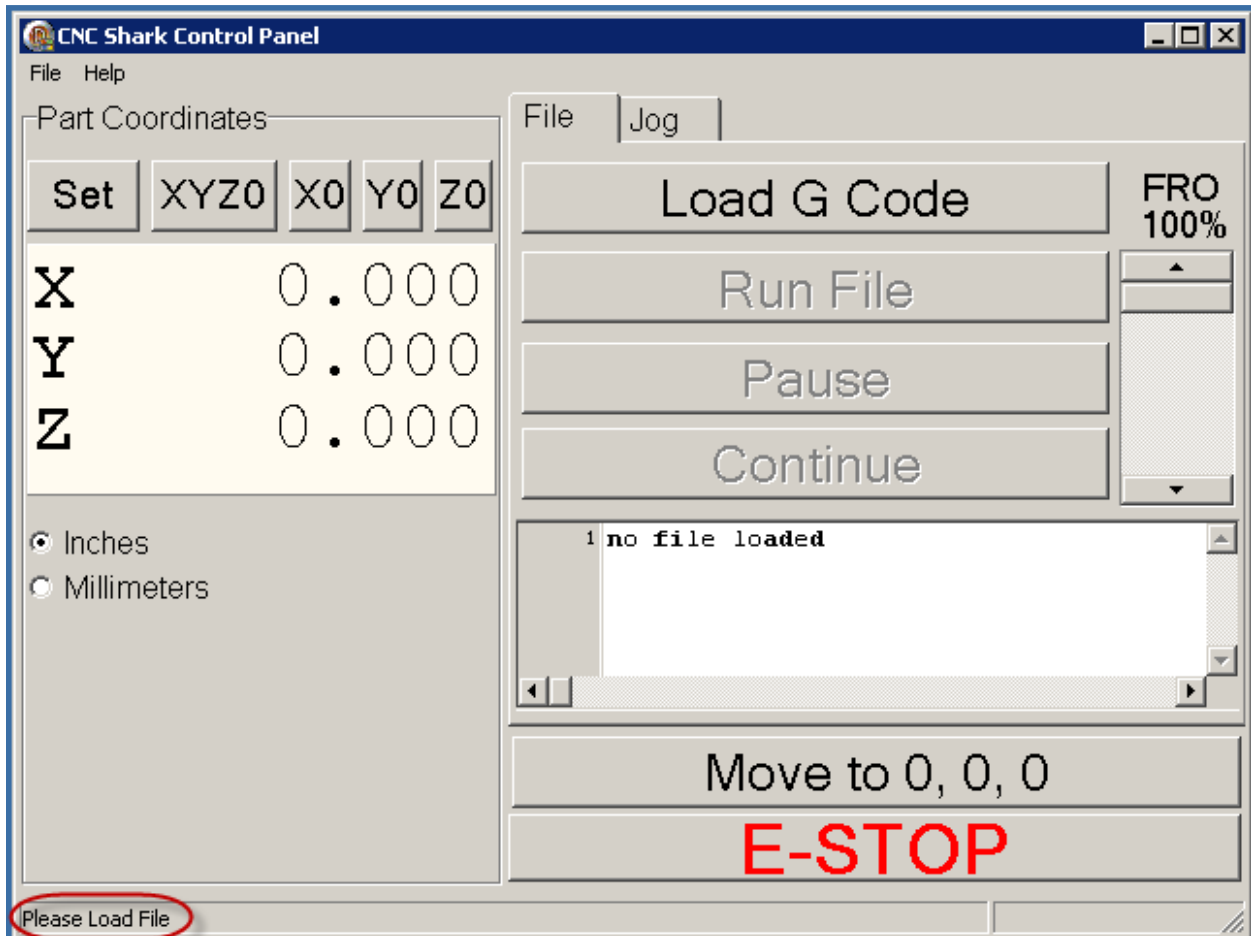 CNC Shark Control Panel
File Help
Part Coordinates
Set XYZ0 X0 Y0 Z0
X 0.000
Y 0.000
Z 0.000
Inches
Millimeters
File Jog
Load G Code
FRO
100%
Run File
Pause
Continue
1 no file loaded
Move to 0, 0, 0
E-STOP
Please Load File